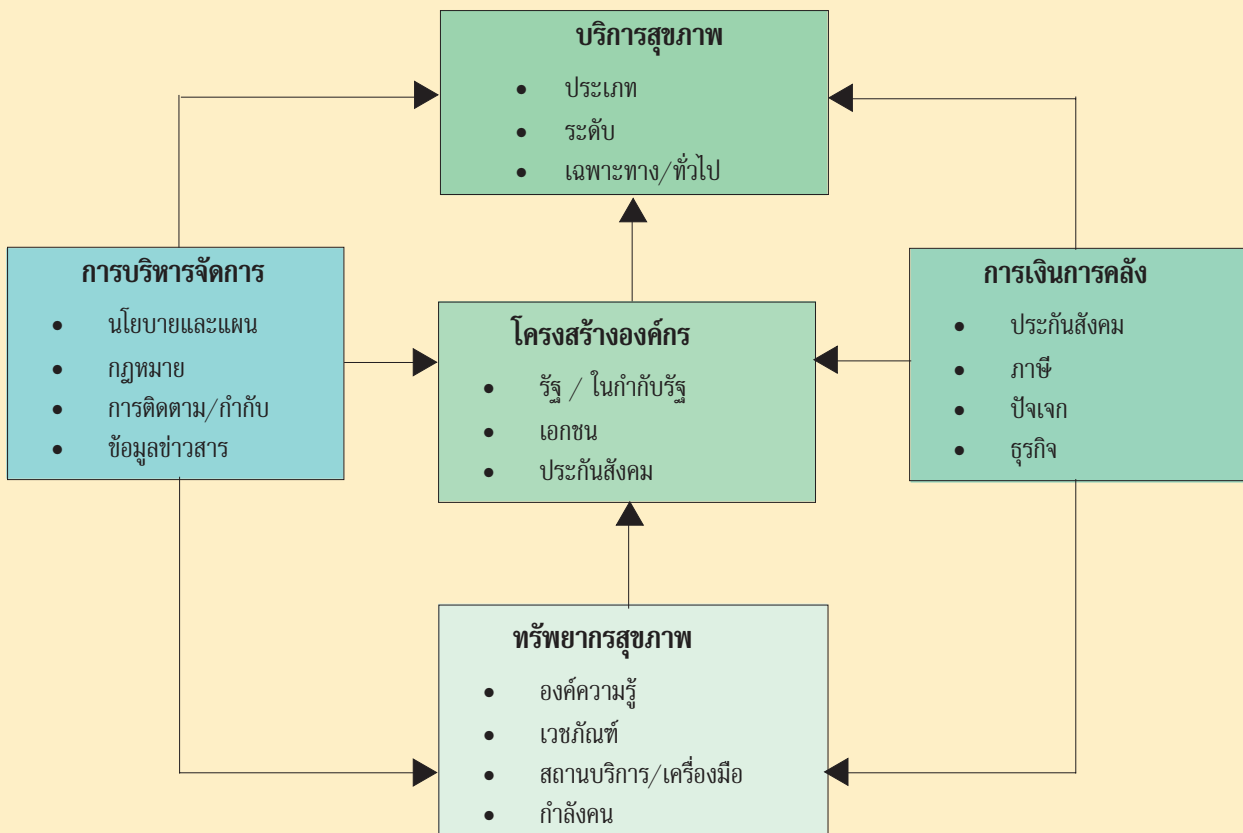 บริการสุขภาพ
• ประเภท
• ระดับ
• เฉพาะทาง/ทั่วไป
การบริหารจัดการ
• นโยบายและแผน
• กฎหมาย
• การติดตาม/กำกับ
• ข้อมูลข่าวสาร
โครงสร้างองค์กร
• รัฐ / ในกำกับรัฐ
• เอกชน
• ประกันสังคม
การเงินการคลัง
• ประกันสังคม
• ภาษี
• ปัจเจก
• ธุรกิจ
ทรัพยากรสุขภาพ
• องค์ความรู้
• เวชภัณฑ์
• สถานบริการ/เครื่องมือ
• กำลังคน